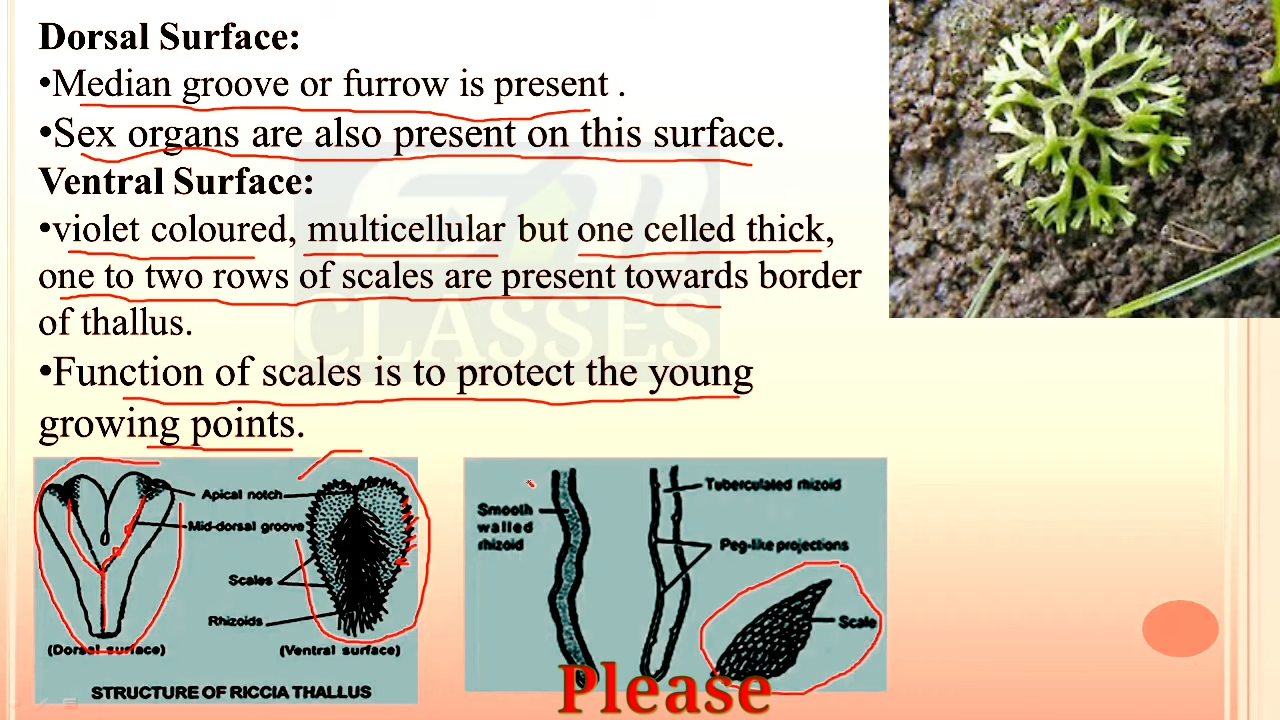 Dorsal Surface:
•Median groove or furrow is present .
•Sex organs are also present on this surface.
Ventral Surface:
•violet coloured, multicellular but one celled thick,
one to two rows of scales are present towards border
of thallus.
•Function of scales is to protect the young
growing points.
CLASSES
Apical notch
Mid-dorsal groove
Scales
Rhizoids
(Dorsal surface)
(Ventral surface)
STRUCTURE OF RICCIA THALLUS
Smooth
walled
rhizoid
Tuberculated rhizoid
Peg-like projections
Scale
Please